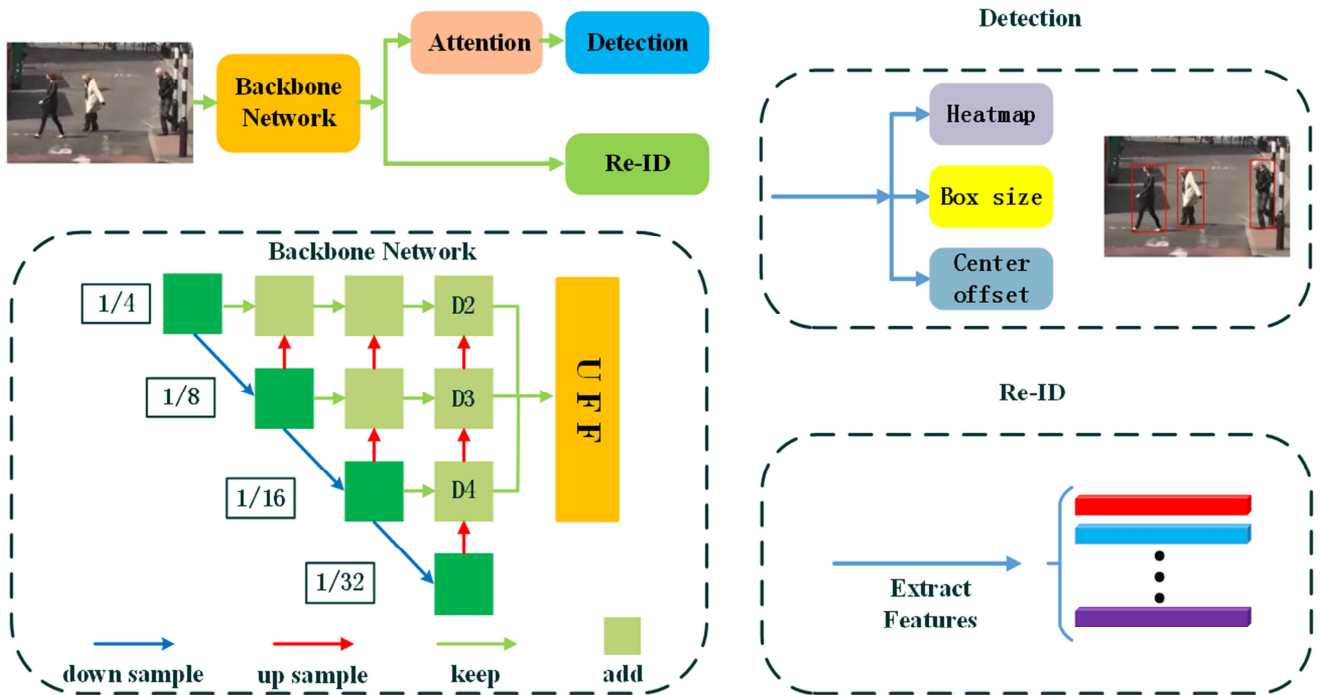 Attention
Detection
Backbone
Network
Re-ID
Detection
Heatmap
Box size
Center
offset
Backbone Network
1/4
D2
1/8
D3
1/16
D4
1/32
UFF
down sample
up sample
keep
add
Re-ID
Extract
Features